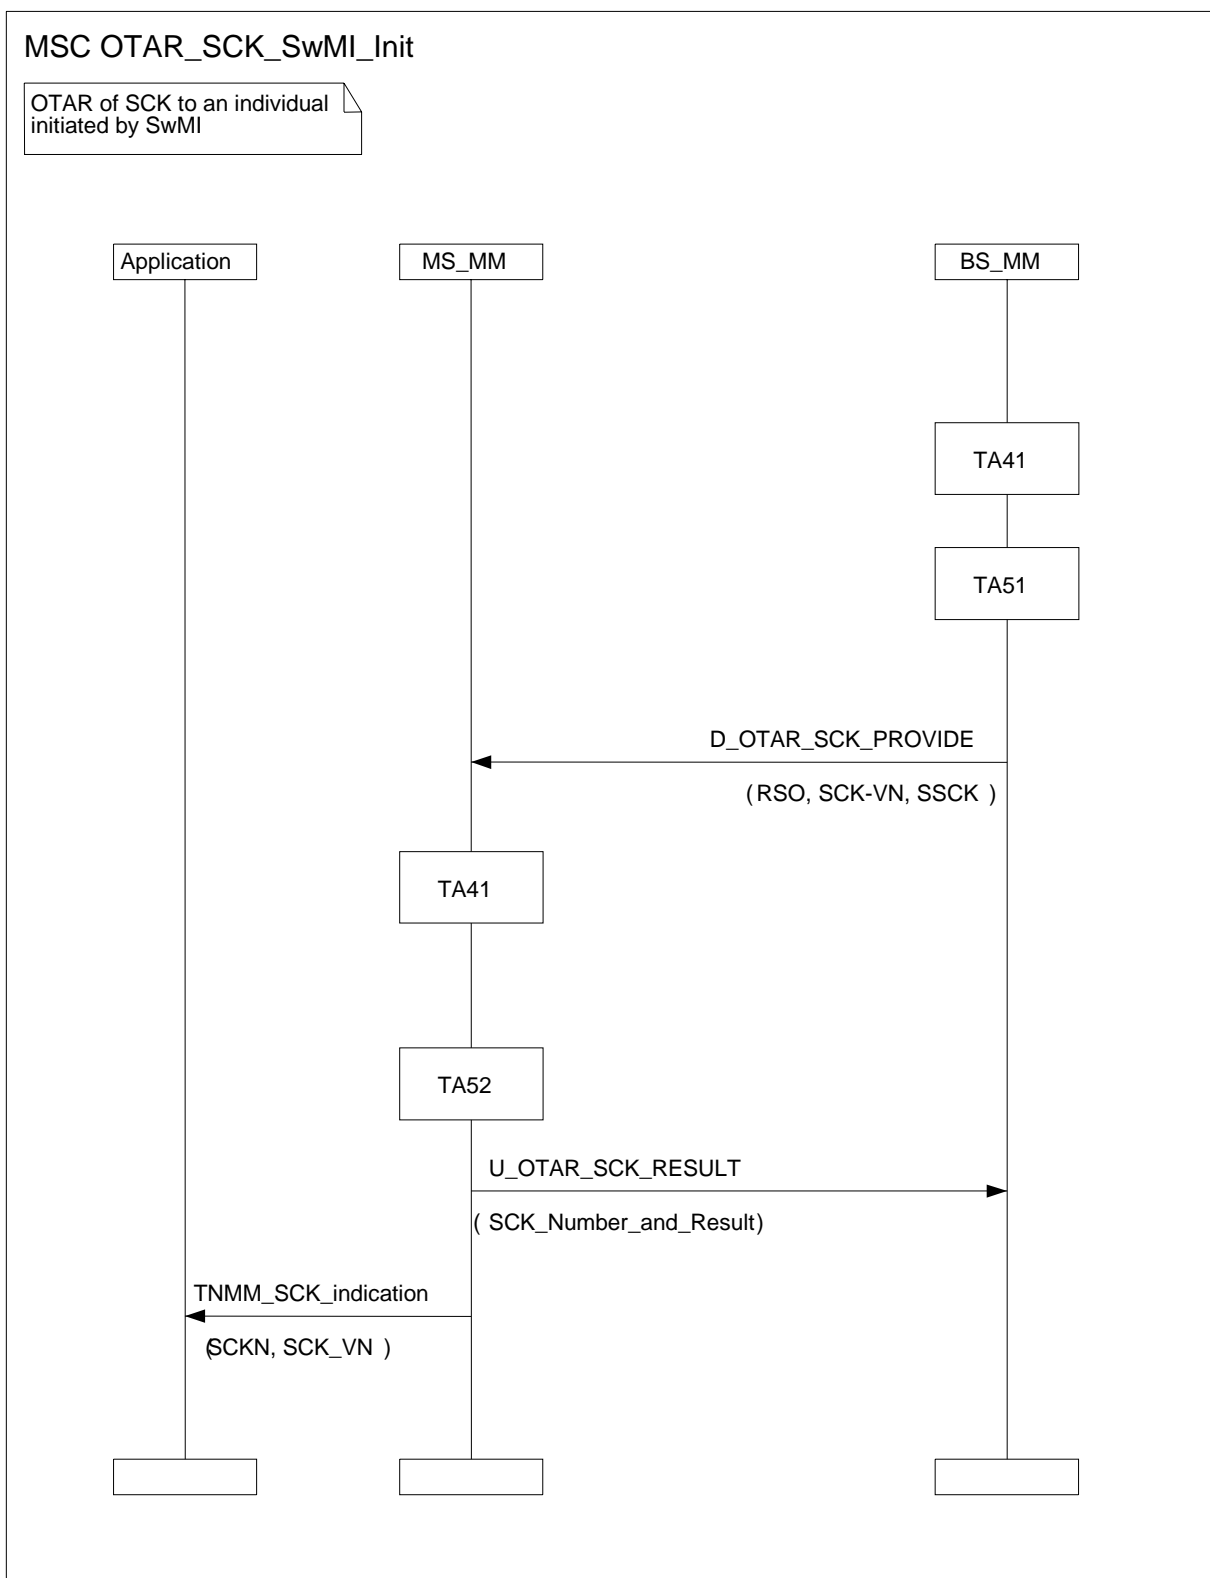 MSC OTAR_SCK_SwMI_Init
OTAR of SCK to an individual
initiated by SwMI
Application
MS_MM
BS_MM
TA41
TA51
D_OTAR_SCK_PROVIDE
(RSO, SCK-VN, SSCK )
TA41
TA52
U_OTAR_SCK_RESULT
( SCK_Number_and_Result)
TNMM_SCK_indication
(SCKN, SCK_VN )